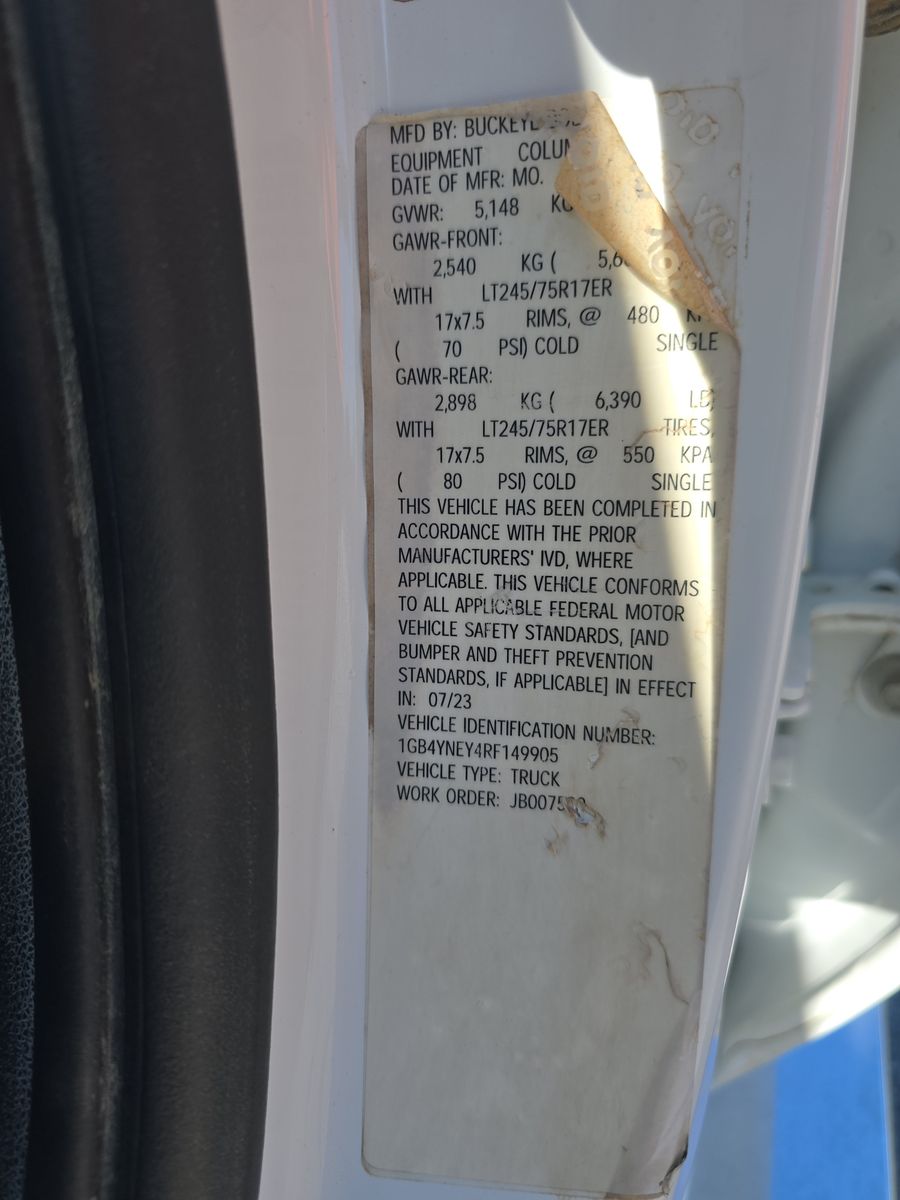 MFD BY: BUCKEYE
EQUIPMENT
DATE OF MFR: MO.
GVWR: 5,148
GAWR-FRONT:
2,540 KG (
WITH LT245/75R17ER
17x7.5 RIMS, @ 480 KPA
( 70 PSI) COLD SINGLE
GAWR-REAR:
2,898 KG ( 6,390 LB)
WITH LT245/75R17ER TIRES,
17x7.5 RIMS, @ 550 KPA
( 80 PSI) COLD SINGLE
THIS VEHICLE HAS BEEN COMPLETED IN
ACCORDANCE WITH THE PRIOR
MANUFACTURERS' IVD, WHERE
APPLICABLE. THIS VEHICLE CONFORMS
TO ALL APPLICABLE FEDERAL MOTOR
VEHICLE SAFETY STANDARDS, [AND
BUMPER AND THEFT PREVENTION
STANDARDS, IF APPLICABLE] IN EFFECT
IN: 07/23
VEHICLE IDENTIFICATION NUMBER:
1GB4YNEY4RF149905
VEHICLE TYPE: TRUCK
WORK ORDER: